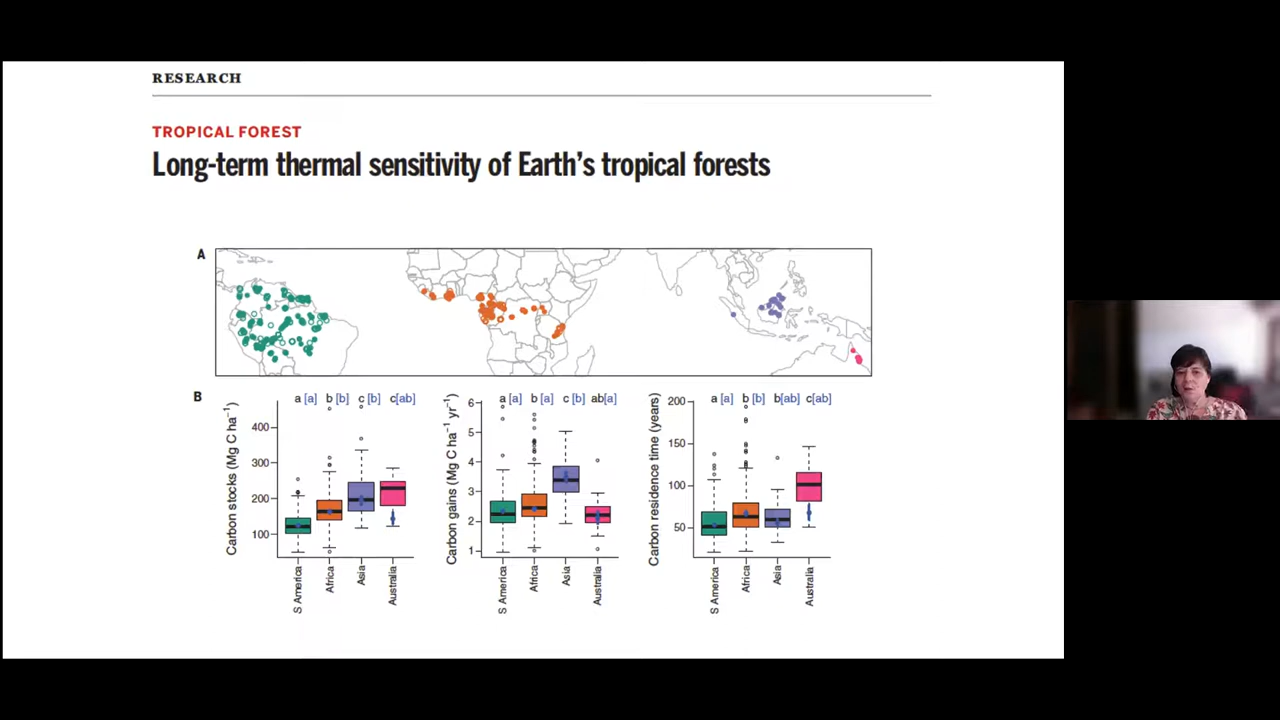 RESEARCH
TROPICAL FOREST
Long-term thermal sensitivity of Earth's tropical forests
A
B
a [a] b [b] c [b] c[ab]
Carbon stocks (Mg C ha⁻¹)
400
300
200
100
S America
Africa
Asia
Australia
a [a] b [a] c [b] ab[a]
Carbon gains (Mg C ha⁻¹ yr⁻¹)
6
5
4
3
2
1
S America
Africa
Asia
Australia
a [a] b [b] b[ab] c[ab]
Carbon residence time (years)
200
150
100
50
S America
Africa
Asia
Australia